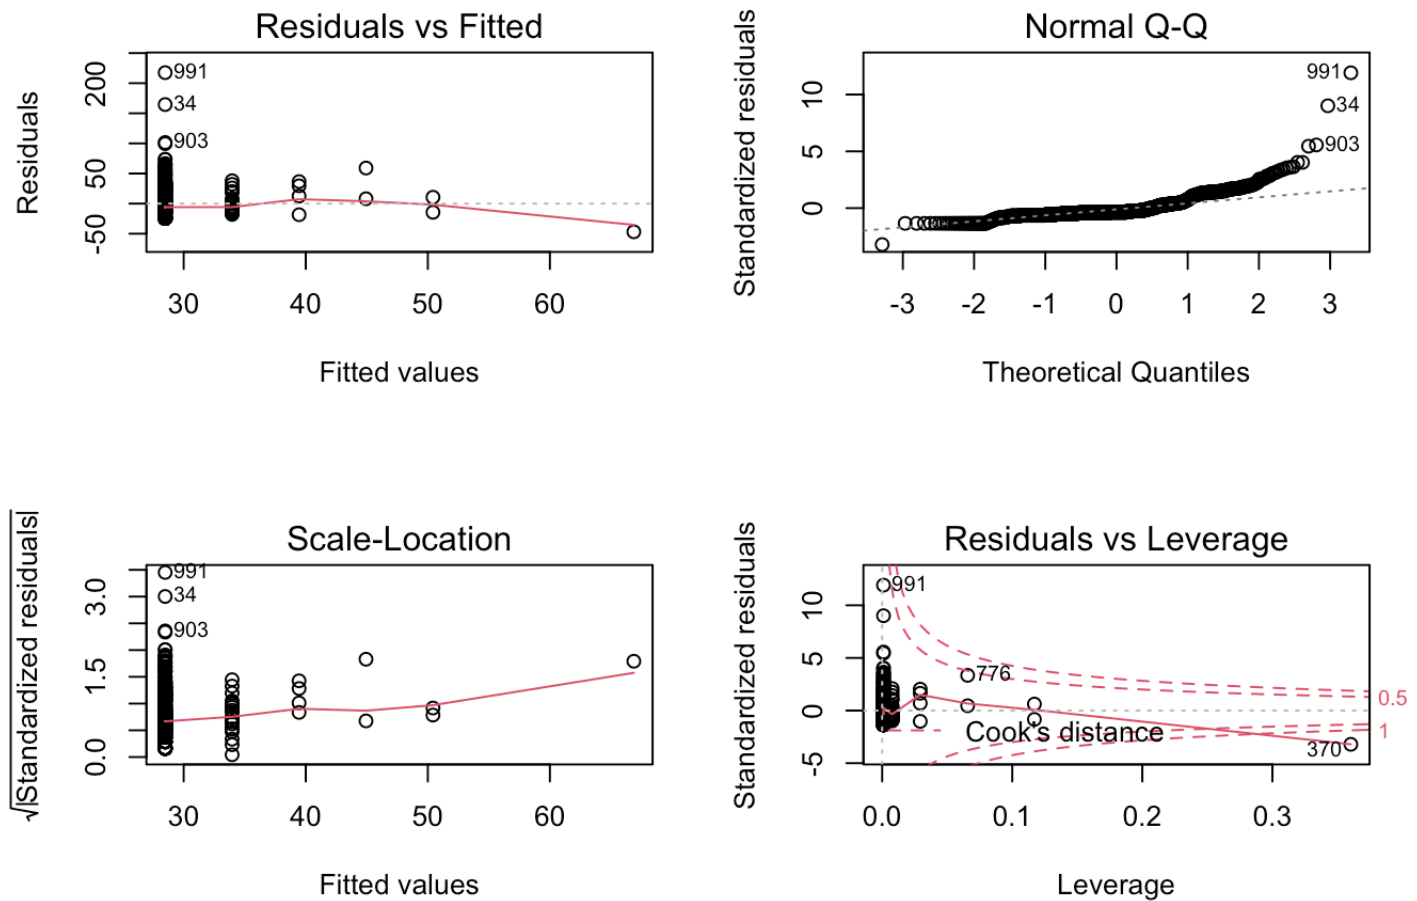 Residuals vs Fitted
Residuals
200
50
-50
991
34
903
30 40 50 60
Fitted values
Normal Q-Q
Standardized residuals
10
5
0
991
34
903
-3 -2 -1 0 1 2 3
Theoretical Quantiles
Scale-Location
√|Standardized residuals|
3.0
1.5
0.0
991
34
903
30 40 50 60
Fitted values
Residuals vs Leverage
Standardized residuals
10
5
0
-5
991
776
Cook's distance
370
0.5
1
0.0 0.1 0.2 0.3
Leverage